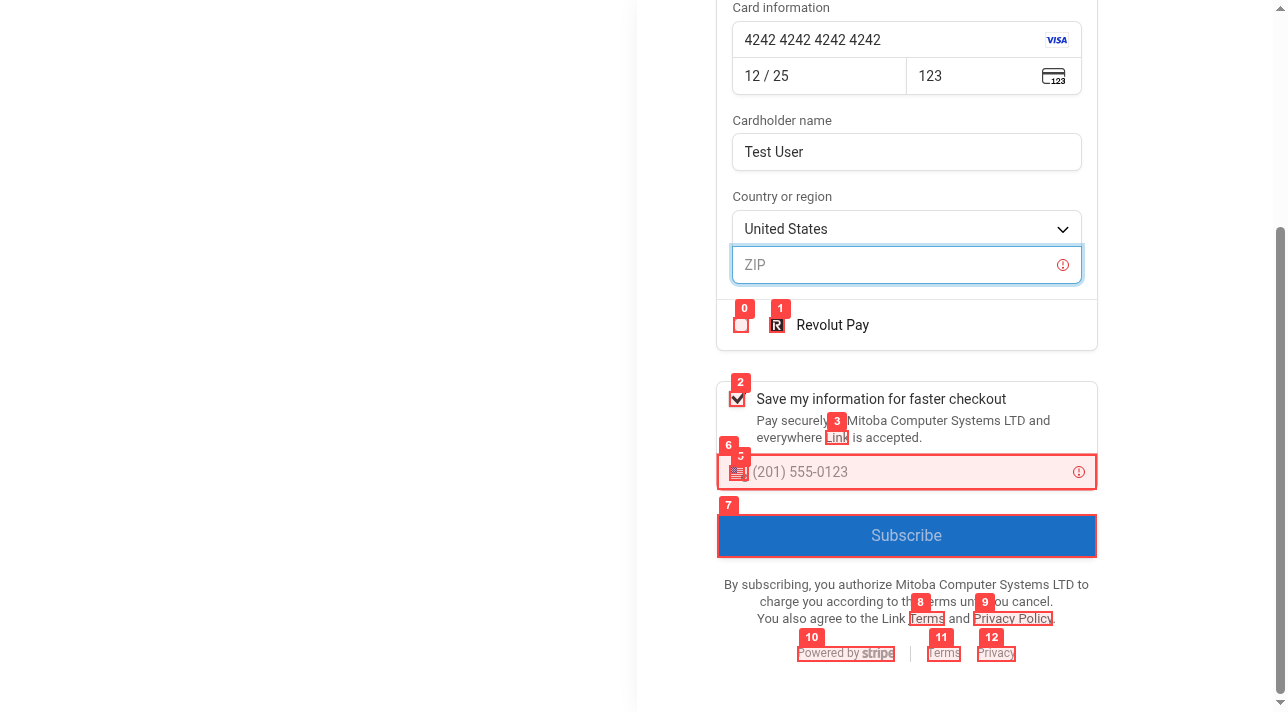 Card information
4242 4242 4242 4242
VISA
12 / 25
123
123
Cardholder name
Test User
Country or region
United States
ZIP
0
1
R
Revolut Pay
2
Save my information for faster checkout
Pay securely
3
Mitoba Computer Systems LTD and
everywhere Link is accepted.
6
5
(201) 555-0123
7
Subscribe
By subscribing, you authorize Mitoba Computer Systems LTD to
charge you according to
8
9
you cancel.
You also agree to the Link Terms and Privacy Policy.
10
11
12
Powered by stripe
Terms
Privacy